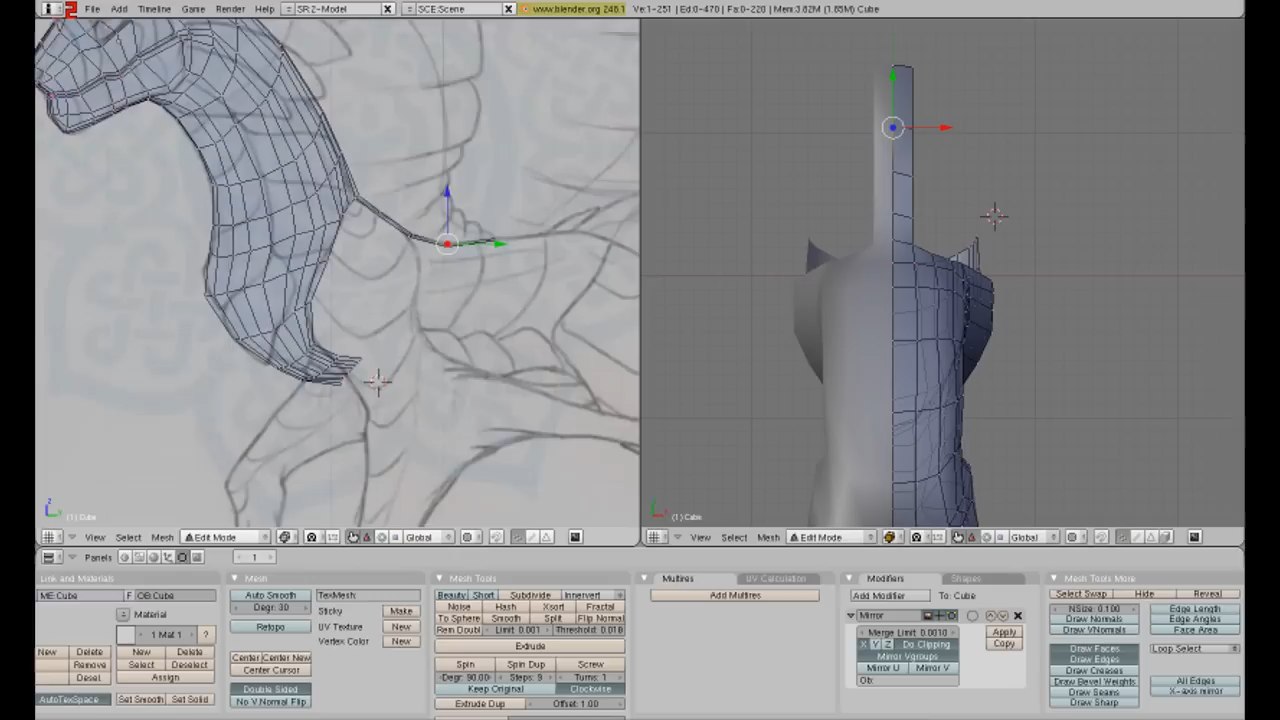 File Add Timeline Game Render Help SR:2-Model SCE:Scene www.blender.org 248.1 Ve:1-251 | Ed:0-470 | Fa:0-220 | Mem:3.82M (1.85M) Cube
(1) Cube
(1) Cube
View Select Mesh Edit Mode Global
View Select Mesh Edit Mode Global
Panels 1
Link and Materials
Mesh
Mesh Tools
Multires
UV Calculation
Modifiers
Shapes
Mesh Tools More
ME:Cube F OB:Cube
Material
1 Mat 1 ?
New Delete New Delete
Remove Select Deselect
Desel. Assign
AutoTexSpace Set Smooth Set Solid
Auto Smooth TexMesh:
Degr: 30 Sticky Make
Retopo UV Texture New
Vertex Color New
Center Center New
Center Cursor
Double Sided
No V.Normal Flip
Beauty Short Subdivide Innervert
Noise Hash Xsort Fractal
To Sphere Smooth Split Flip Normal
Rem Doubl Limit: 0.001 Threshold: 0.010
Extrude
Spin Spin Dup Screw
Degr: 90.00 Steps: 9 Turns: 1
Keep Original Clockwise
Extrude Dup Offset: 1.00
Add Multires
Add Modifier To: Cube
Mirror
Merge Limit: 0.0010 Apply
X Y Z Do Clipping Copy
Mirror Vgroups
Mirror U Mirror V
Ob:
Select Swap Hide Reveal
NSize: 0.100 Edge Length
Draw Normals Edge Angles
Draw VNormals Face Area
Draw Faces Loop Select
Draw Edges
Draw Creases
Draw Bevel Weights All Edges
Draw Seams X-axis mirror
Draw Sharp